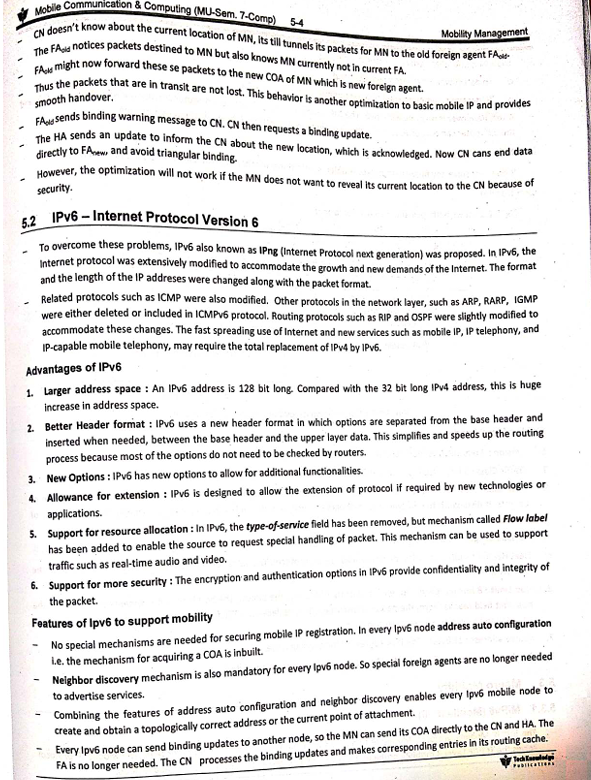 Mobile Communication & Computing (MU-Sem. 7-Comp) 5-4 Mobility Management
- CN doesn't know about the current location of MN, its till tunnels its packets for MN to the old foreign agent FAold.
- The FAold notices packets destined to MN but also knows MN currently not in current FA.
- FAold might now forward these se packets to the new COA of MN which is new foreign agent.
- Thus the packets that are in transit are not lost. This behavior is another optimization to basic mobile IP and provides
smooth handover.
- FAold sends binding warning message to CN. CN then requests a binding update.
- The HA sends an update to inform the CN about the new location, which is acknowledged. Now CN cans end data
directly to FAnew, and avoid triangular binding.
- However, the optimization will not work if the MN does not want to reveal its current location to the CN because of
security.
5.2 IPv6 – Internet Protocol Version 6
- To overcome these problems, IPv6 also known as IPng (Internet Protocol next generation) was proposed. In IPv6, the
Internet protocol was extensively modified to accommodate the growth and new demands of the Internet. The format
and the length of the IP addreses were changed along with the packet format.
- Related protocols such as ICMP were also modified. Other protocols in the network layer, such as ARP, RARP, IGMP
were either deleted or included in ICMPv6 protocol. Routing protocols such as RIP and OSPF were slightly modified to
accommodate these changes. The fast spreading use of Internet and new services such as mobile IP, IP telephony, and
IP-capable mobile telephony, may require the total replacement of IPv4 by IPv6.
Advantages of IPv6
1. Larger address space : An IPv6 address is 128 bit long. Compared with the 32 bit long IPv4 address, this is huge
increase in address space.
2. Better Header format : IPv6 uses a new header format in which options are separated from the base header and
inserted when needed, between the base header and the upper layer data. This simplifies and speeds up the routing
process because most of the options do not need to be checked by routers.
3. New Options : IPv6 has new options to allow for additional functionalities.
4. Allowance for extension : IPv6 is designed to allow the extension of protocol if required by new technologies or
applications.
5. Support for resource allocation : In IPv6, the type-of-service field has been removed, but mechanism called Flow label
has been added to enable the source to request special handling of packet. This mechanism can be used to support
traffic such as real-time audio and video.
6. Support for more security : The encryption and authentication options in IPv6 provide confidentiality and integrity of
the packet.
Features of Ipv6 to support mobility
- No special mechanisms are needed for securing mobile IP registration. In every Ipv6 node address auto configuration
i.e. the mechanism for acquiring a COA is inbuilt.
- Neighbor discovery mechanism is also mandatory for every Ipv6 node. So special foreign agents are no longer needed
to advertise services.
- Combining the features of address auto configuration and neighbor discovery enables every Ipv6 mobile node to
create and obtain a topologically correct address or the current point of attachment.
- Every Ipv6 node can send binding updates to another node, so the MN can send its COA directly to the CN and HA. The
FA is no longer needed. The CN processes the binding updates and makes corresponding entries in its routing cache.
TechKnowledge
Publications